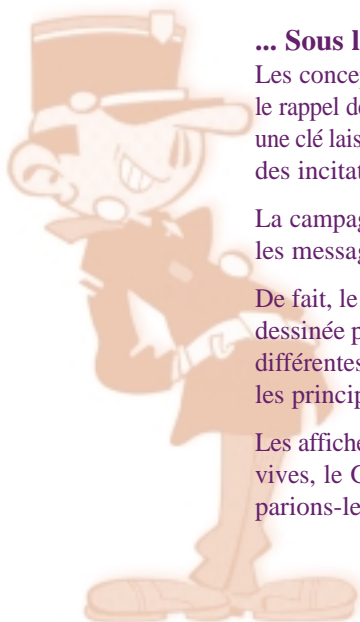 ... Sous l
Les concep
le rappel d
une clé lais
des incitat
La campag
les messag
De fait, le
dessinée p
différentes
les princip
Les affiche
vives, le C
parions-le